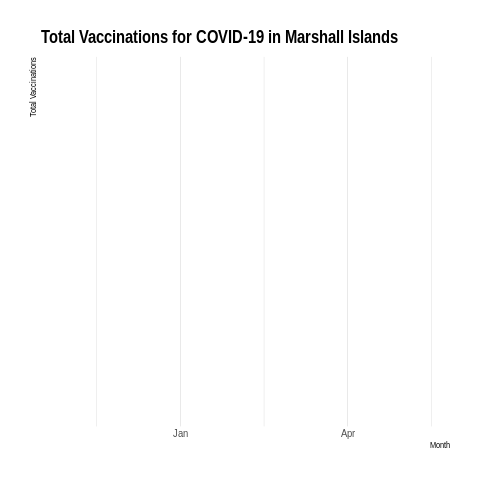 Total Vaccinations for COVID-19 in Marshall Islands
Total Vaccinations
Jan Apr
Month